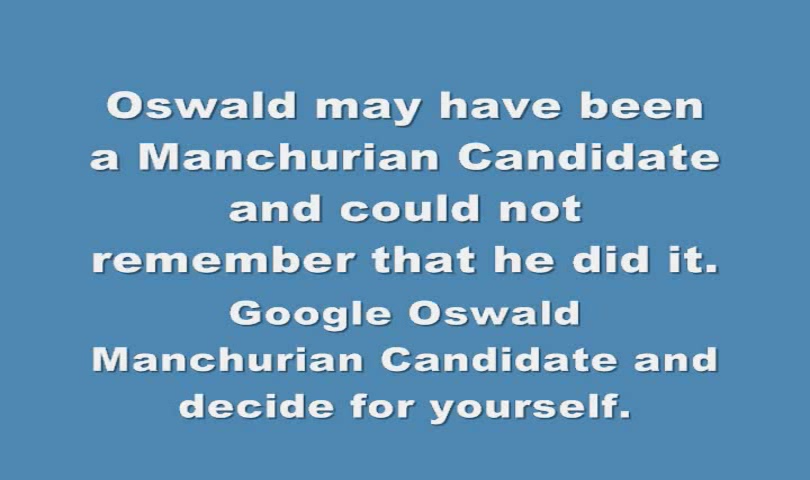 Oswald may have been
a Manchurian Candidate
and could not
remember that he did it.
Google Oswald
Manchurian Candidate and
decide for yourself.